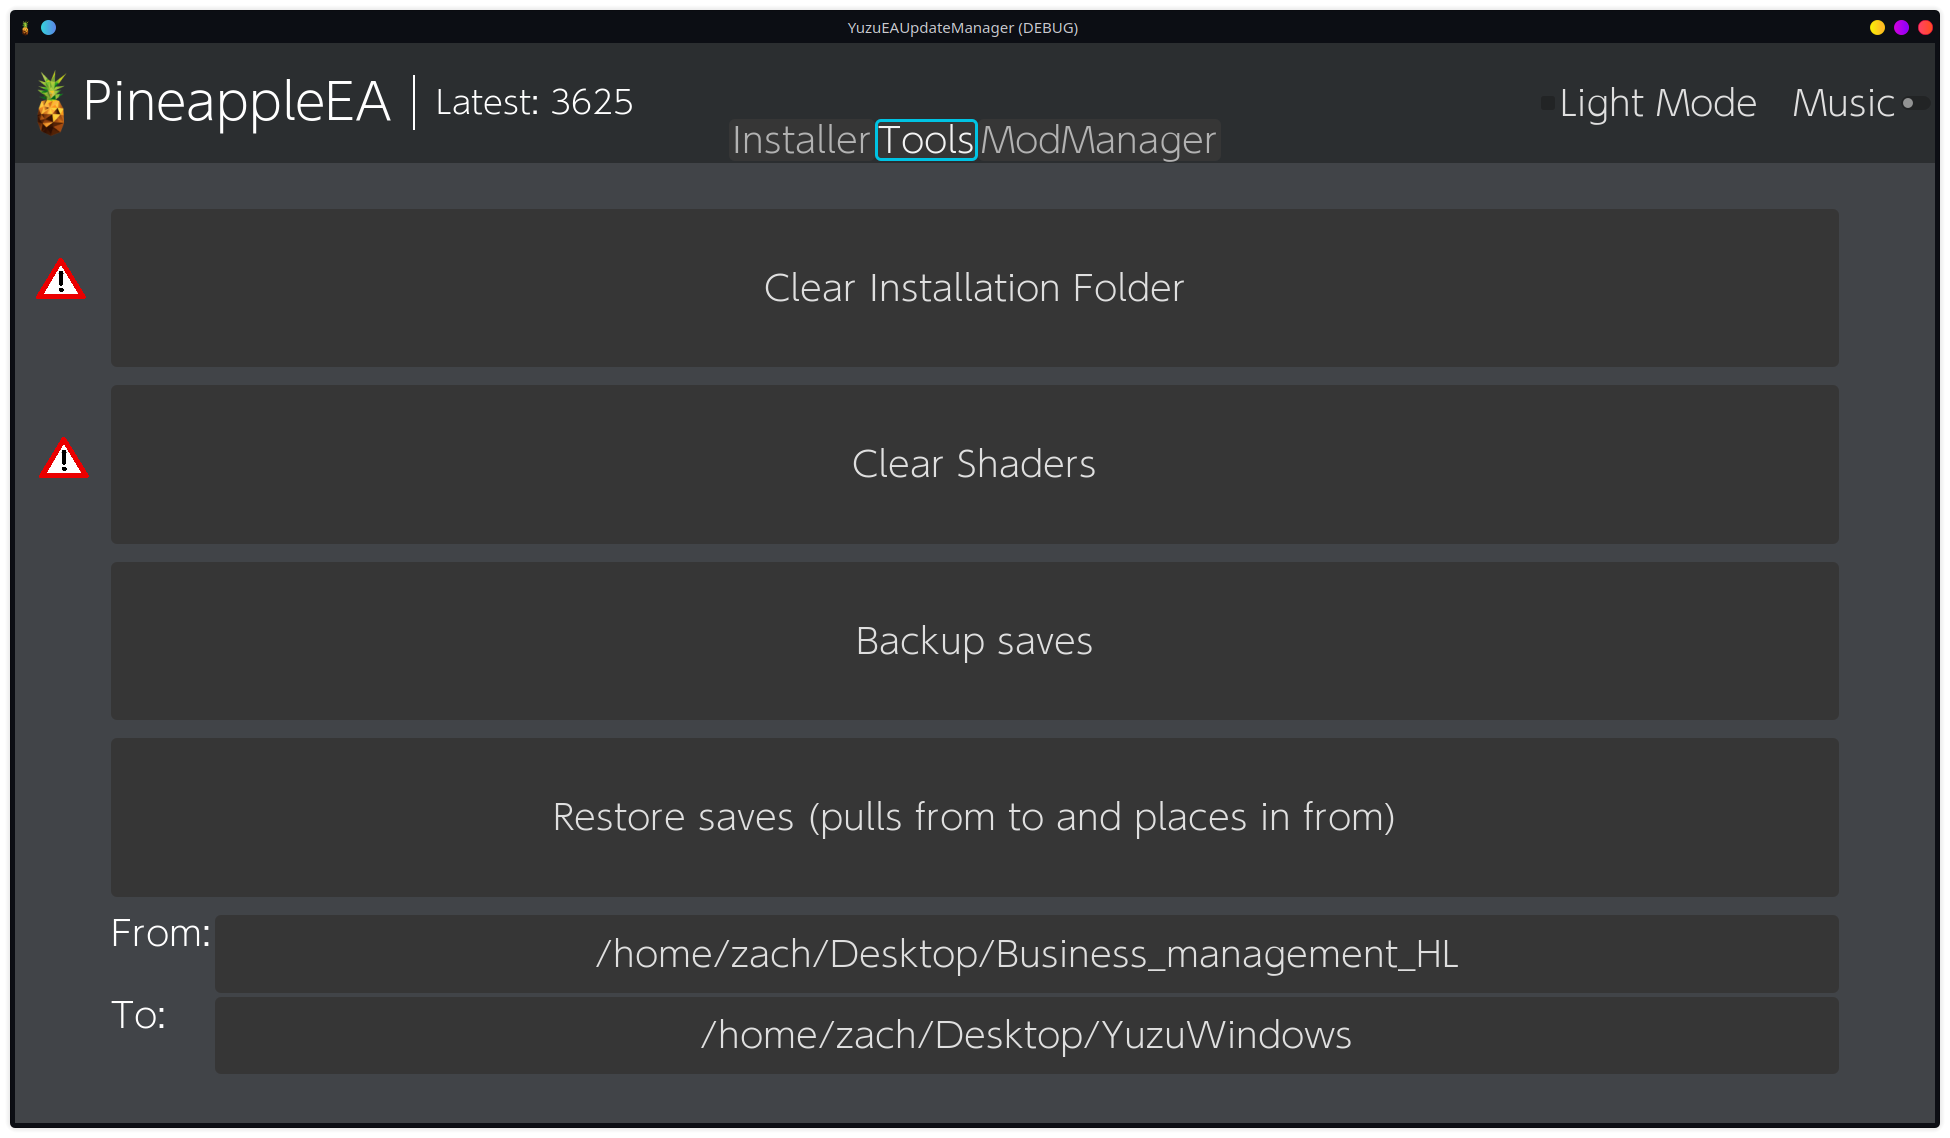 YuzuEAUpdateManager (DEBUG)
PineappleEA
Latest: 3625
Light Mode
Music
Installer
Tools
ModManager
Clear Installation Folder
Clear Shaders
Backup saves
Restore saves (pulls from to and places in from)
From:
/home/zach/Desktop/Business_management_HL
To:
/home/zach/Desktop/YuzuWindows